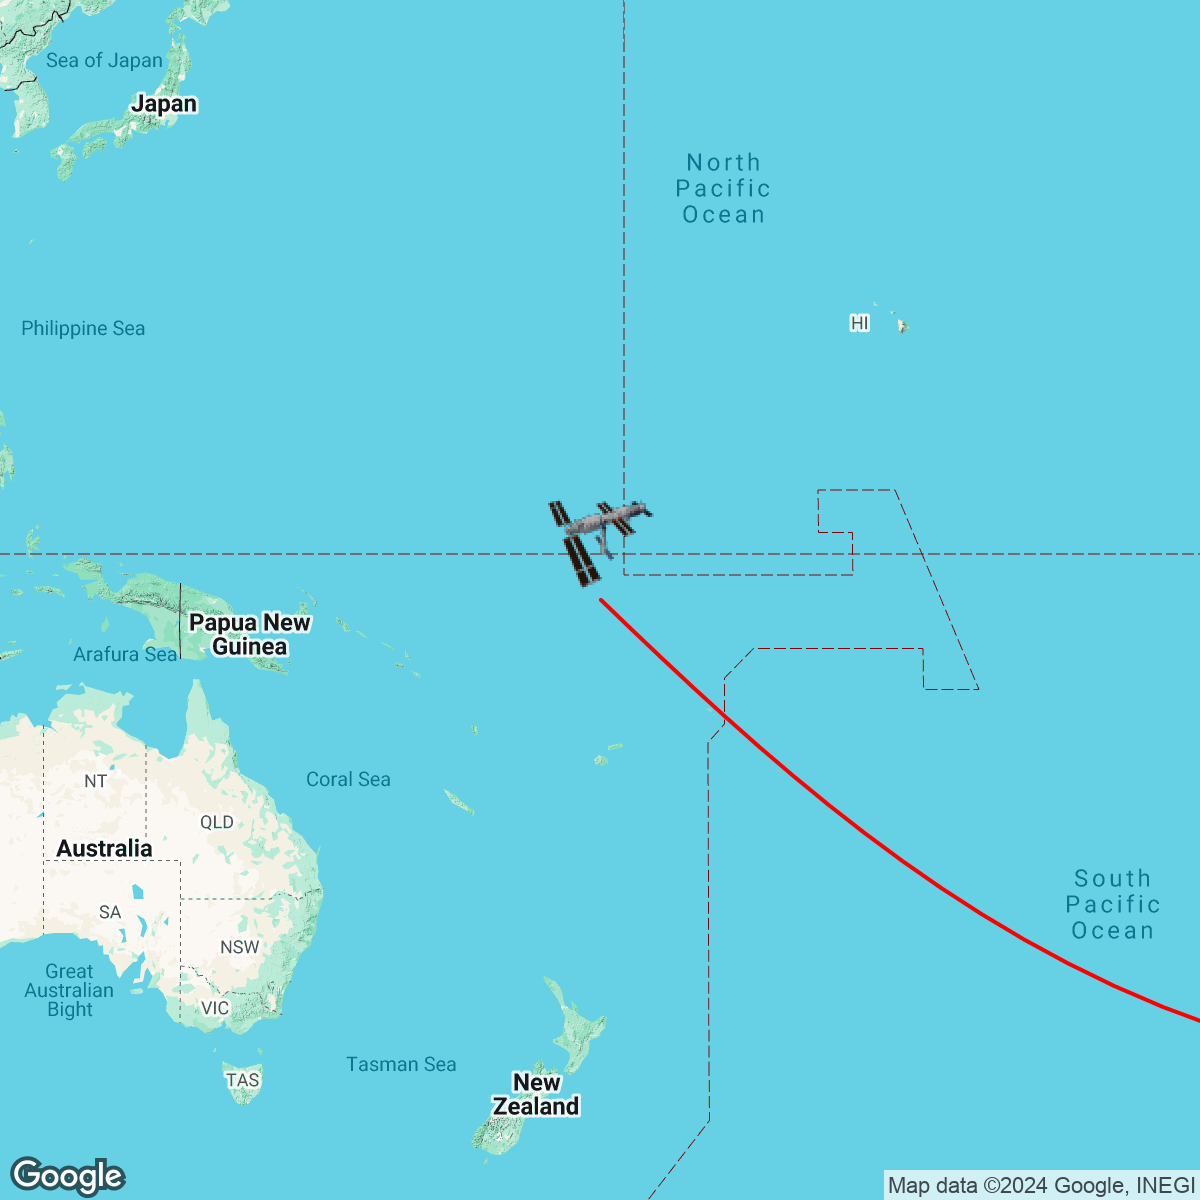 Sea of Japan
Japan
North
Pacific
Ocean
HI
Philippine Sea
Papua New
Guinea
Arafura Sea
NT
Coral Sea
QLD
Australia
South
Pacific
Ocean
SA
NSW
Great
Australian
Bight
VIC
Tasman Sea
TAS
New
Zealand
Google
Map data ©2024 Google, INEGI